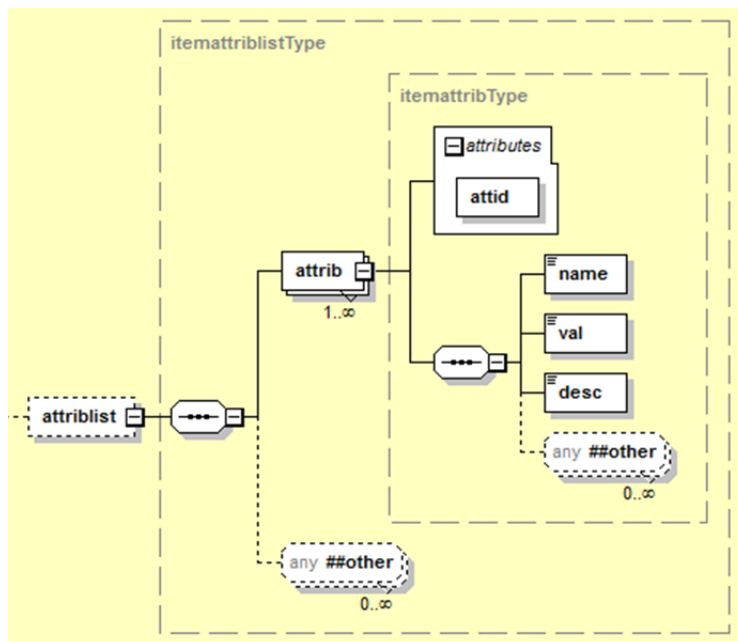 itemattriblistType
itemattribType
attributes
attid
attrib
1..∞
name
val
desc
any ##other
0..∞
attriblist
any ##other
0..∞